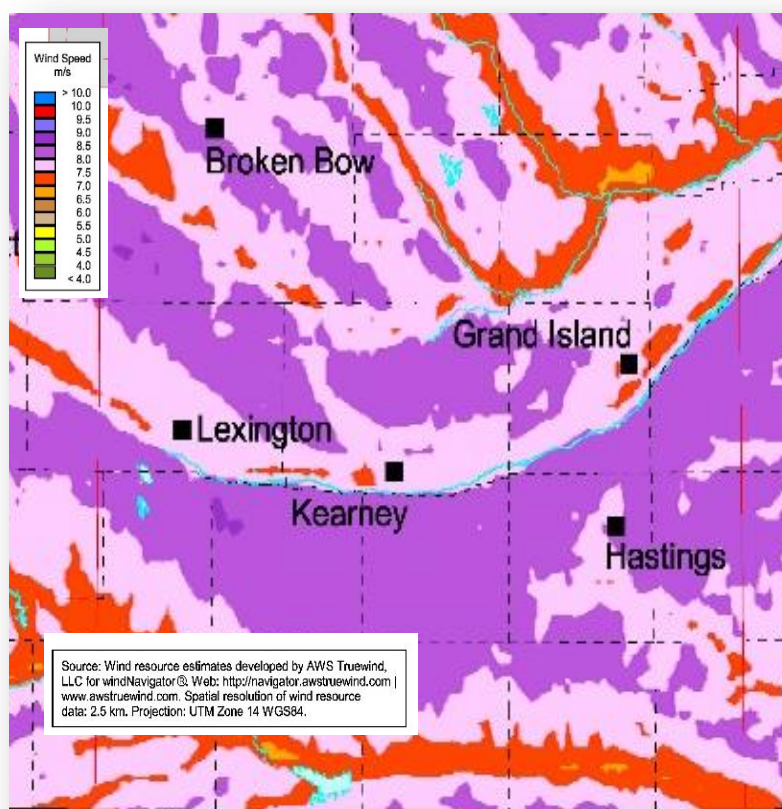 Wind Speed
m/s
> 10.0
10.0
9.5
9.0
8.5
8.0
7.5
7.0
6.5
6.0
5.5
5.0
4.5
4.0
< 4.0
Broken Bow
Grand Island
Lexington
Kearney
Hastings
Source: Wind resource estimates developed by AWS Truewind,
LLC for windNavigator®. Web: http://navigator.awstruewind.com |
www.awstruewind.com. Spatial resolution of wind resource
data: 2.5 km. Projection: UTM Zone 14 WGS84.